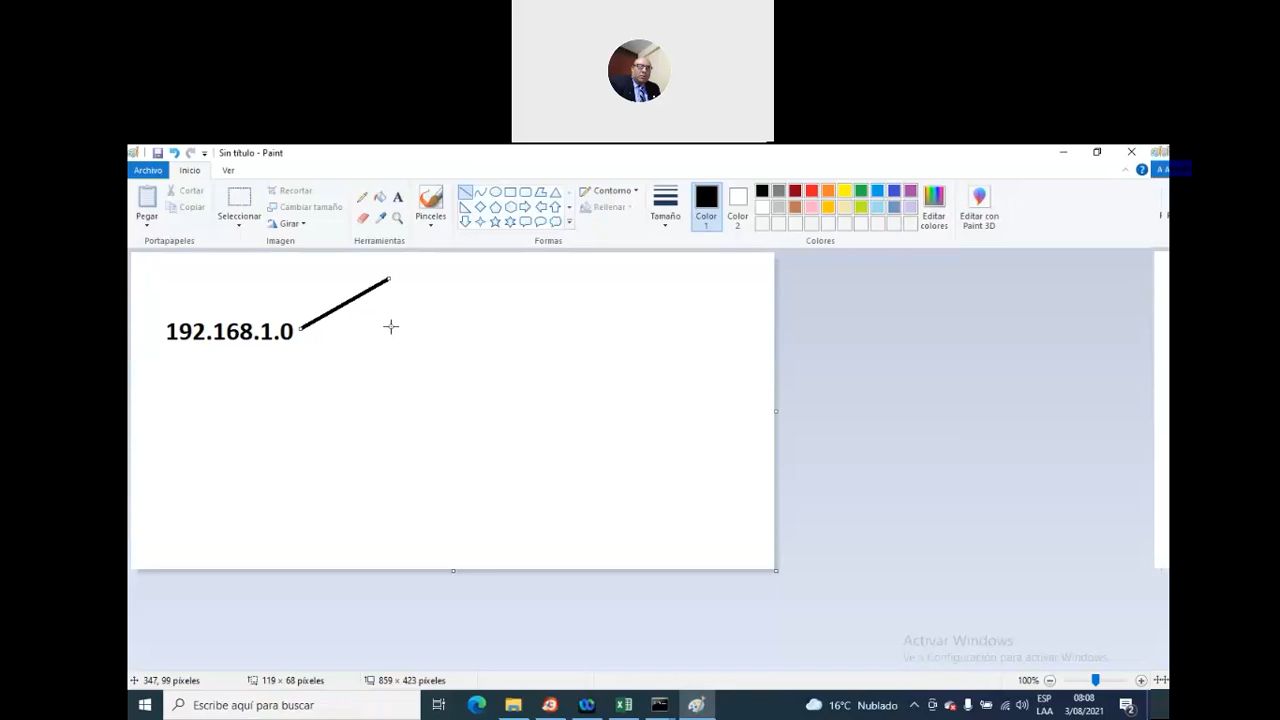 Sin título - Paint
Archivo Inicio Ver
Pegar
Portapapeles
Cortar
Copiar
Seleccionar
Recortar
Cambiar tamaño
Girar
Imagen
Herramientas
Pinceles
Formas
Contorno
Rellenar
Tamaño
Color 1
Color 2
Colores
Editar colores
Editar con Paint 3D
192.168.1.0
Activar Windows
Ve a Configuración para activar Windows.
347, 99 píxeles 119 × 68 píxeles 859 × 423 píxeles 100%
Escribe aquí para buscar
16°C Nublado
ESP
LAA
08:08
3/08/2021
2